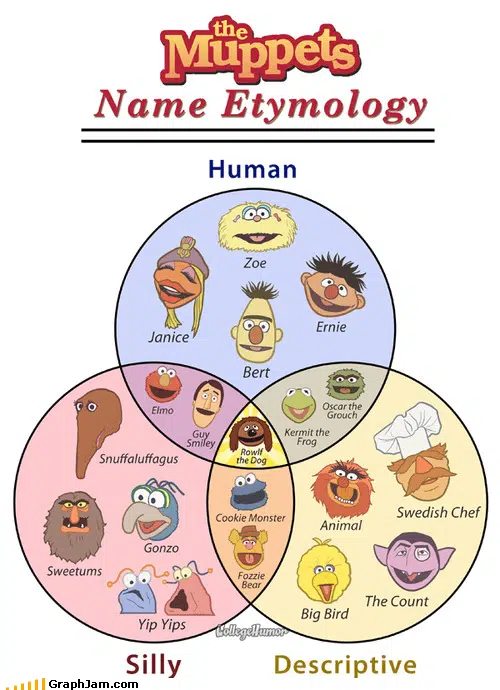 the
Muppets
Name Etymology
Human
Zoe
Janice
Ernie
Bert
Elmo
Guy
Smiley
Kermit the
Frog
Oscar the
Grouch
Rowlf
the Dog
Snuffaluffagus
Sweetums
Gonzo
Yip Yips
Cookie Monster
Fozzie
Bear
Animal
Swedish Chef
Big Bird
The Count
CollegeHumor
Silly
Descriptive
GraphJam.com